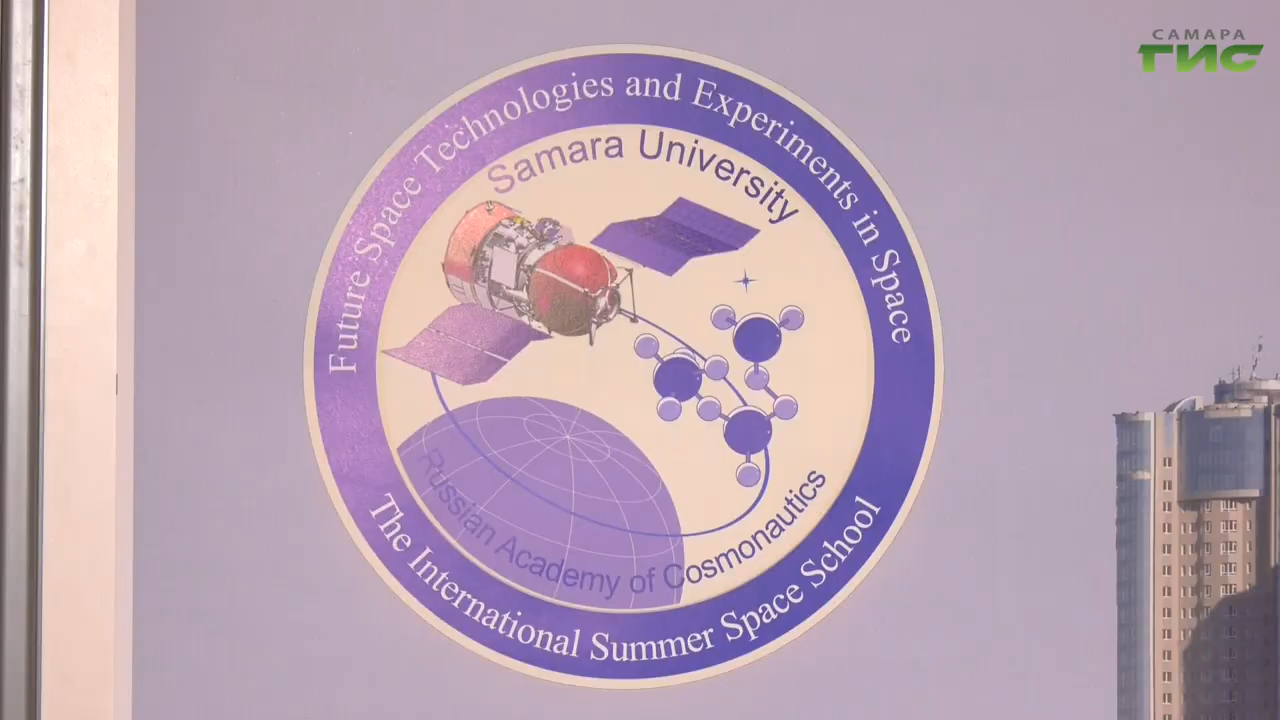 САМАРА
ГИС
Future Space Technologies and Experiments in Space
Samara University
Russian Academy of Cosmonautics
The International Summer Space School